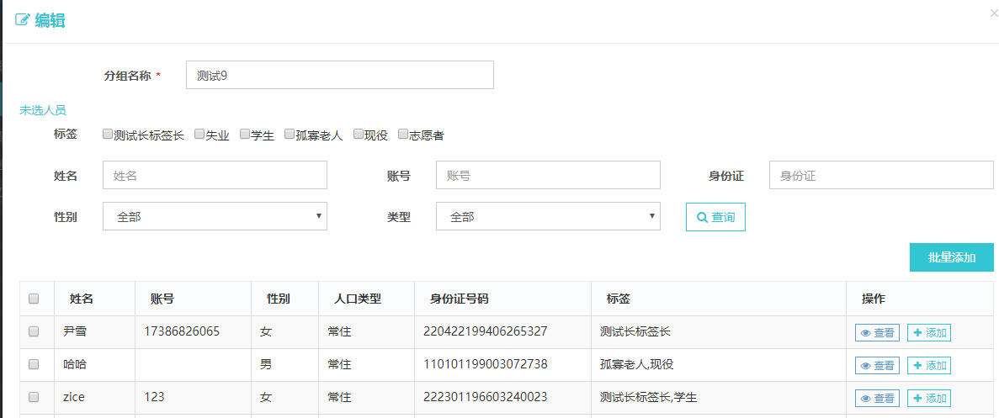 编辑
×
分组名称 * 测试9
未选人员
标签 测试长标签长 失业 学生 孤寡老人 现役 志愿者
姓名 姓名 账号 账号 身份证 身份证
性别 全部 类型 全部 查询
批量添加
姓名 账号 性别 人口类型 身份证号码 标签 操作
尹雪 17386826065 女 常住 220422199406265327 测试长标签长 查看 添加
哈哈 男 常住 110101199003072738 孤寡老人,现役 查看 添加
zice 123 女 常住 222301196603240023 测试长标签长,学生 查看 添加